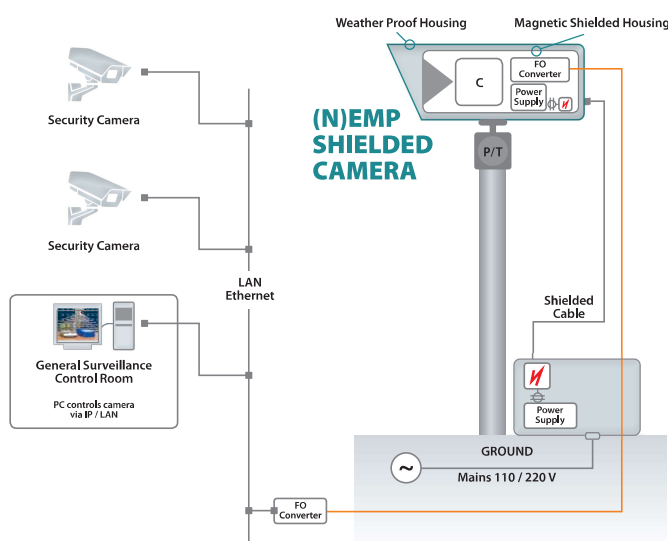 Weather Proof Housing
Magnetic Shielded Housing
FO
Converter
C
Power
Supply
Security Camera
(N)EMP
SHIELDED
CAMERA
P/T
Security Camera
LAN
Ethernet
Shielded
Cable
General Surveillance
Control Room
PC controls camera
via IP / LAN
Power
Supply
GROUND
~
Mains 110 / 220 V
FO
Converter